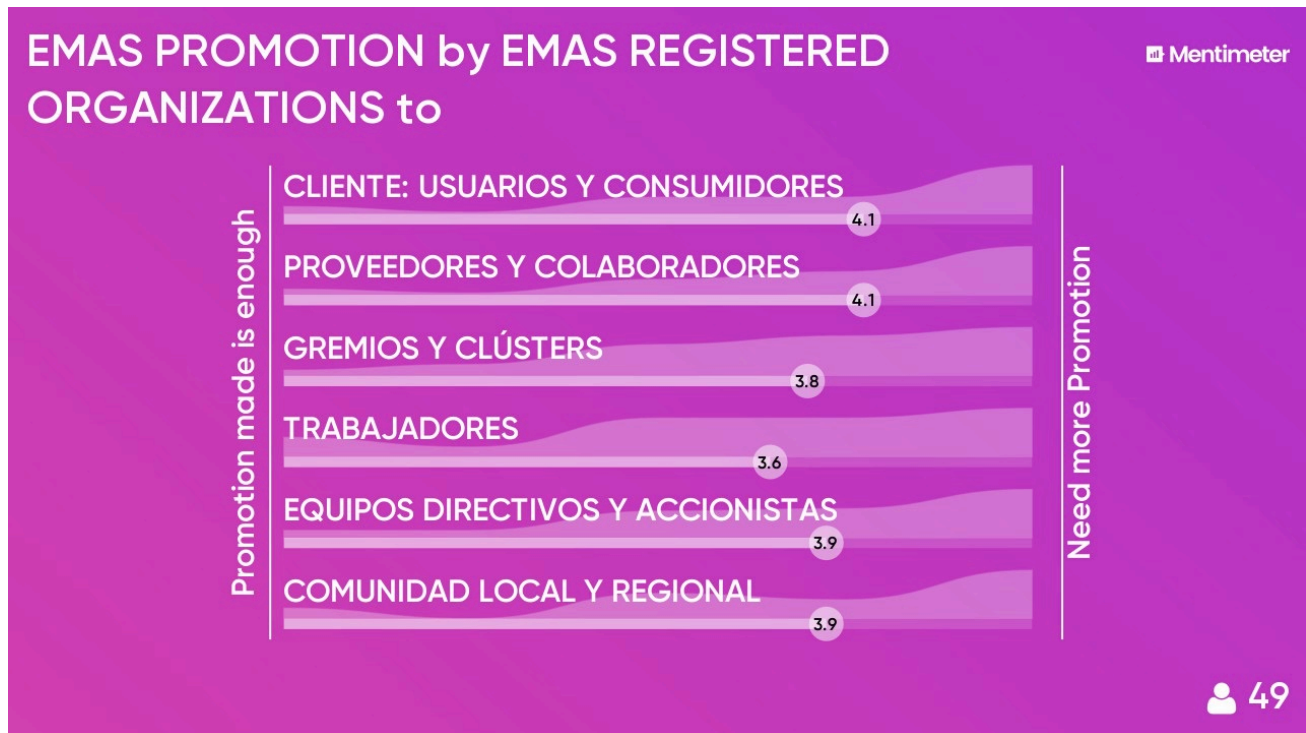 EMAS PROMOTION by EMAS REGISTERED
ORGANIZATIONS to
Mentimeter
Promotion made is enough
CLIENTE: USUARIOS Y CONSUMIDORES
4.1
PROVEEDORES Y COLABORADORES
4.1
GREMIOS Y CLÚSTERS
3.8
TRABAJADORES
3.6
EQUIPOS DIRECTIVOS Y ACCIONISTAS
3.9
COMUNIDAD LOCAL Y REGIONAL
3.9
Need more Promotion
49